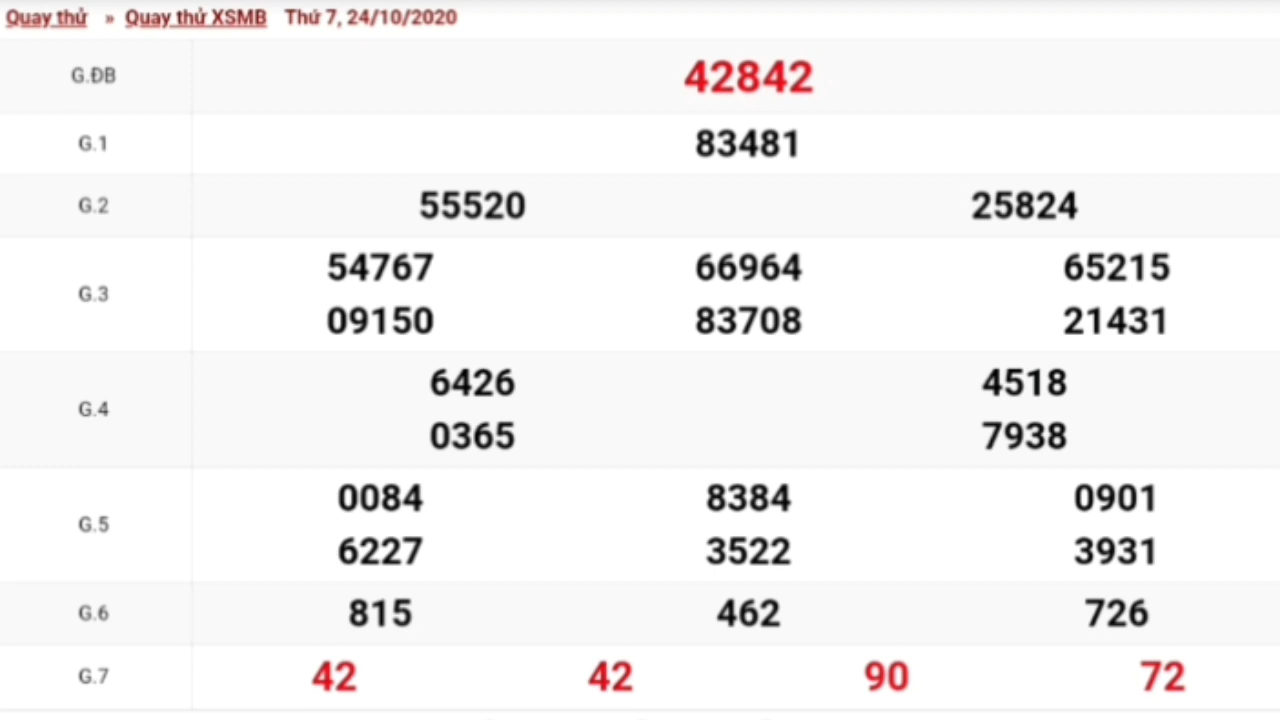 Quay thử » Quay thử XSMB Thứ 7, 24/10/2020
G.ĐB 42842
G.1 83481
G.2 55520 25824
G.3 54767 66964 65215
09150 83708 21431
G.4 6426 4518
0365 7938
G.5 0084 8384 0901
6227 3522 3931
G.6 815 462 726
G.7 42 42 90 72